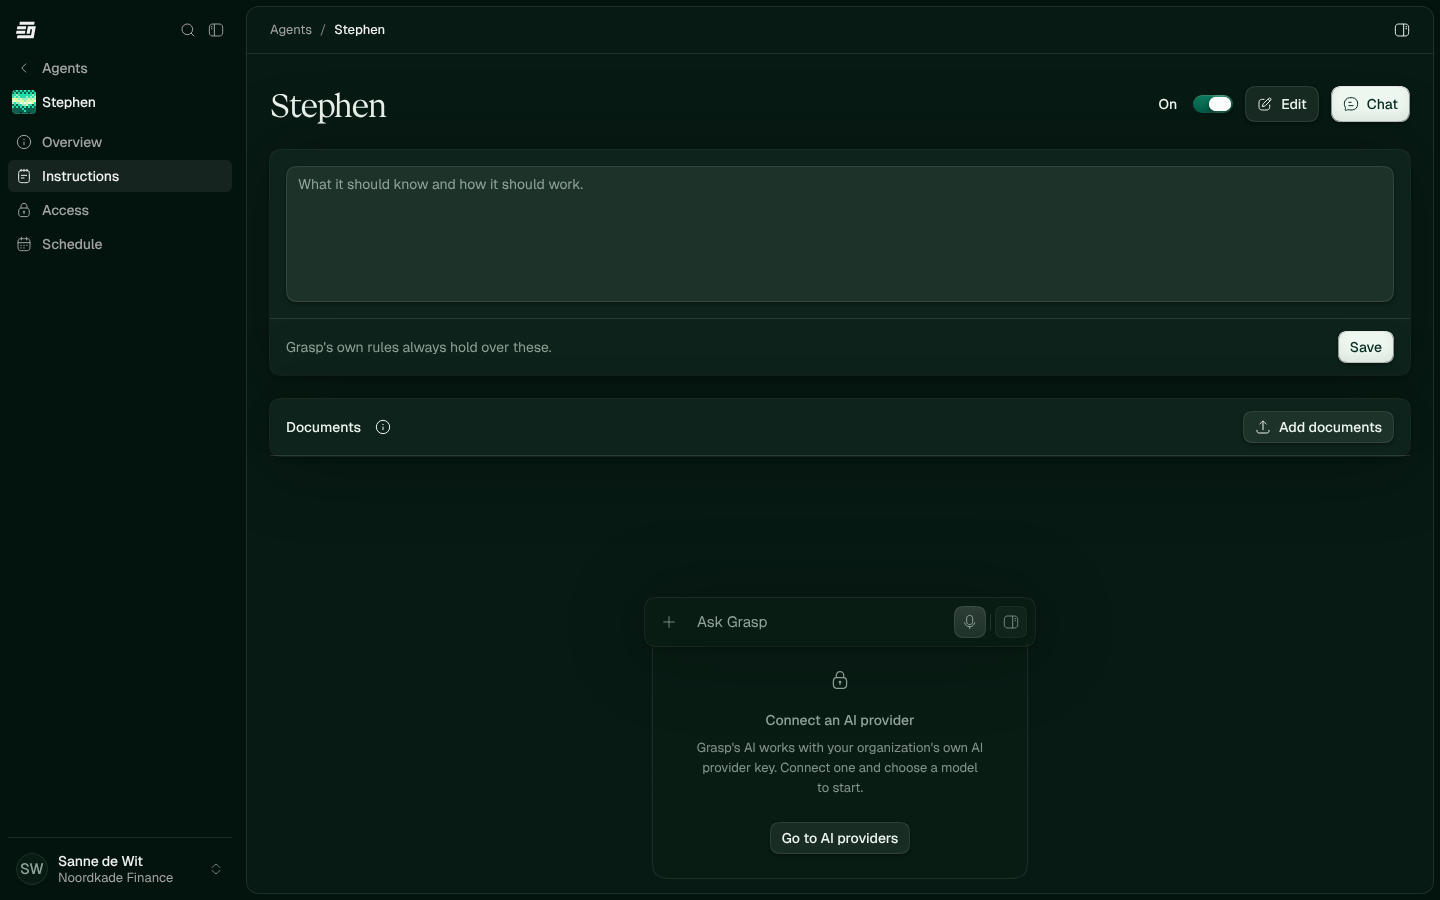 Agents
Stephen
Overview
Instructions
Access
Schedule
Sanne de Wit
SW
Noordkade Finance
Agents / Stephen
Stephen
On
Edit
Chat
What it should know and how it should work.
Grasp's own rules always hold over these.
Save
Documents
Add documents
Ask Grasp
Connect an AI provider
Grasp's AI works with your organization's own AI
provider key. Connect one and choose a model
to start.
Go to AI providers